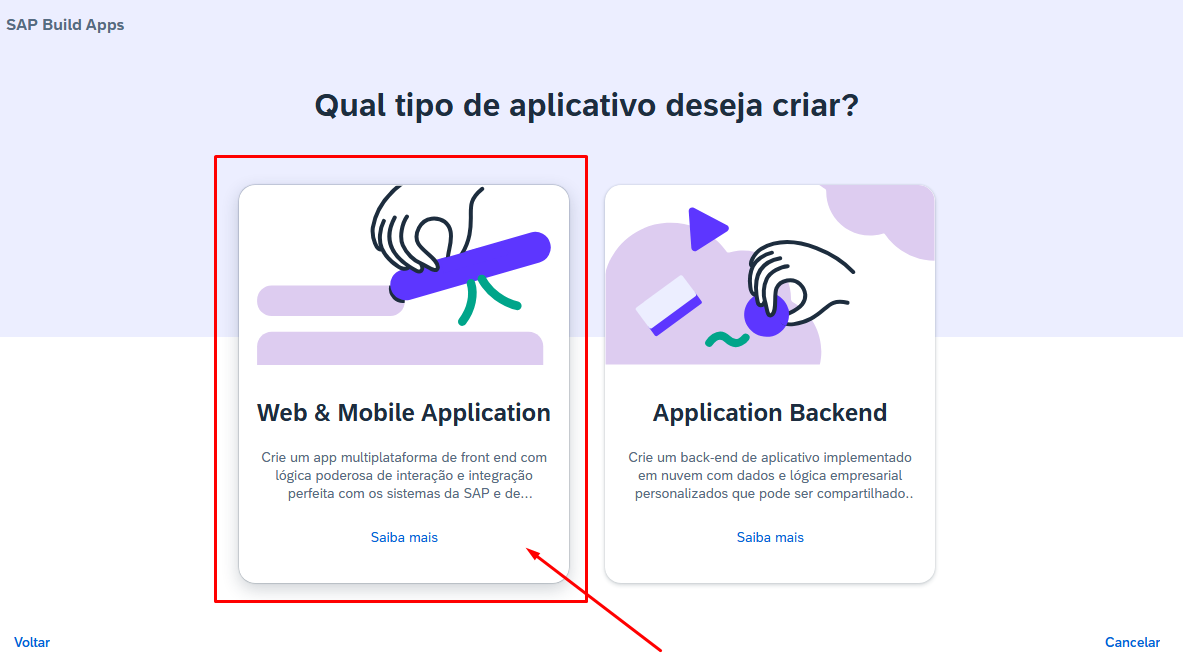 SAP Build Apps
Qual tipo de aplicativo deseja criar?
Web & Mobile Application
Crie um app multiplataforma de front end com
lógica poderosa de interação e integração
perfeita com os sistemas da SAP e de...
Saiba mais
Application Backend
Crie um back-end de aplicativo implementado
em nuvem com dados e lógica empresarial
personalizados que pode ser compartilhado..
Saiba mais
Voltar
Cancelar